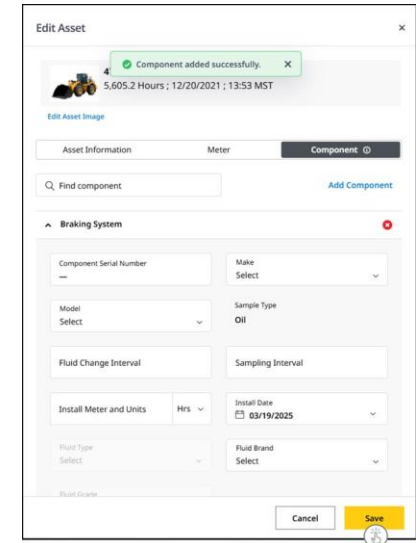 Edit Asset
Component added successfully.
4
5,605.2 Hours ; 12/20/2021 ; 13:53 MST
Edit Asset Image
Asset Information Meter Component
Find component Add Component
Braking System
Component Serial Number Make
— Select
Model Sample Type
Select Oil
Fluid Change Interval Sampling Interval
Install Meter and Units Hrs Install Date
03/19/2025
Fluid Type Fluid Brand
Select Select
Fluid Grade
Cancel Save